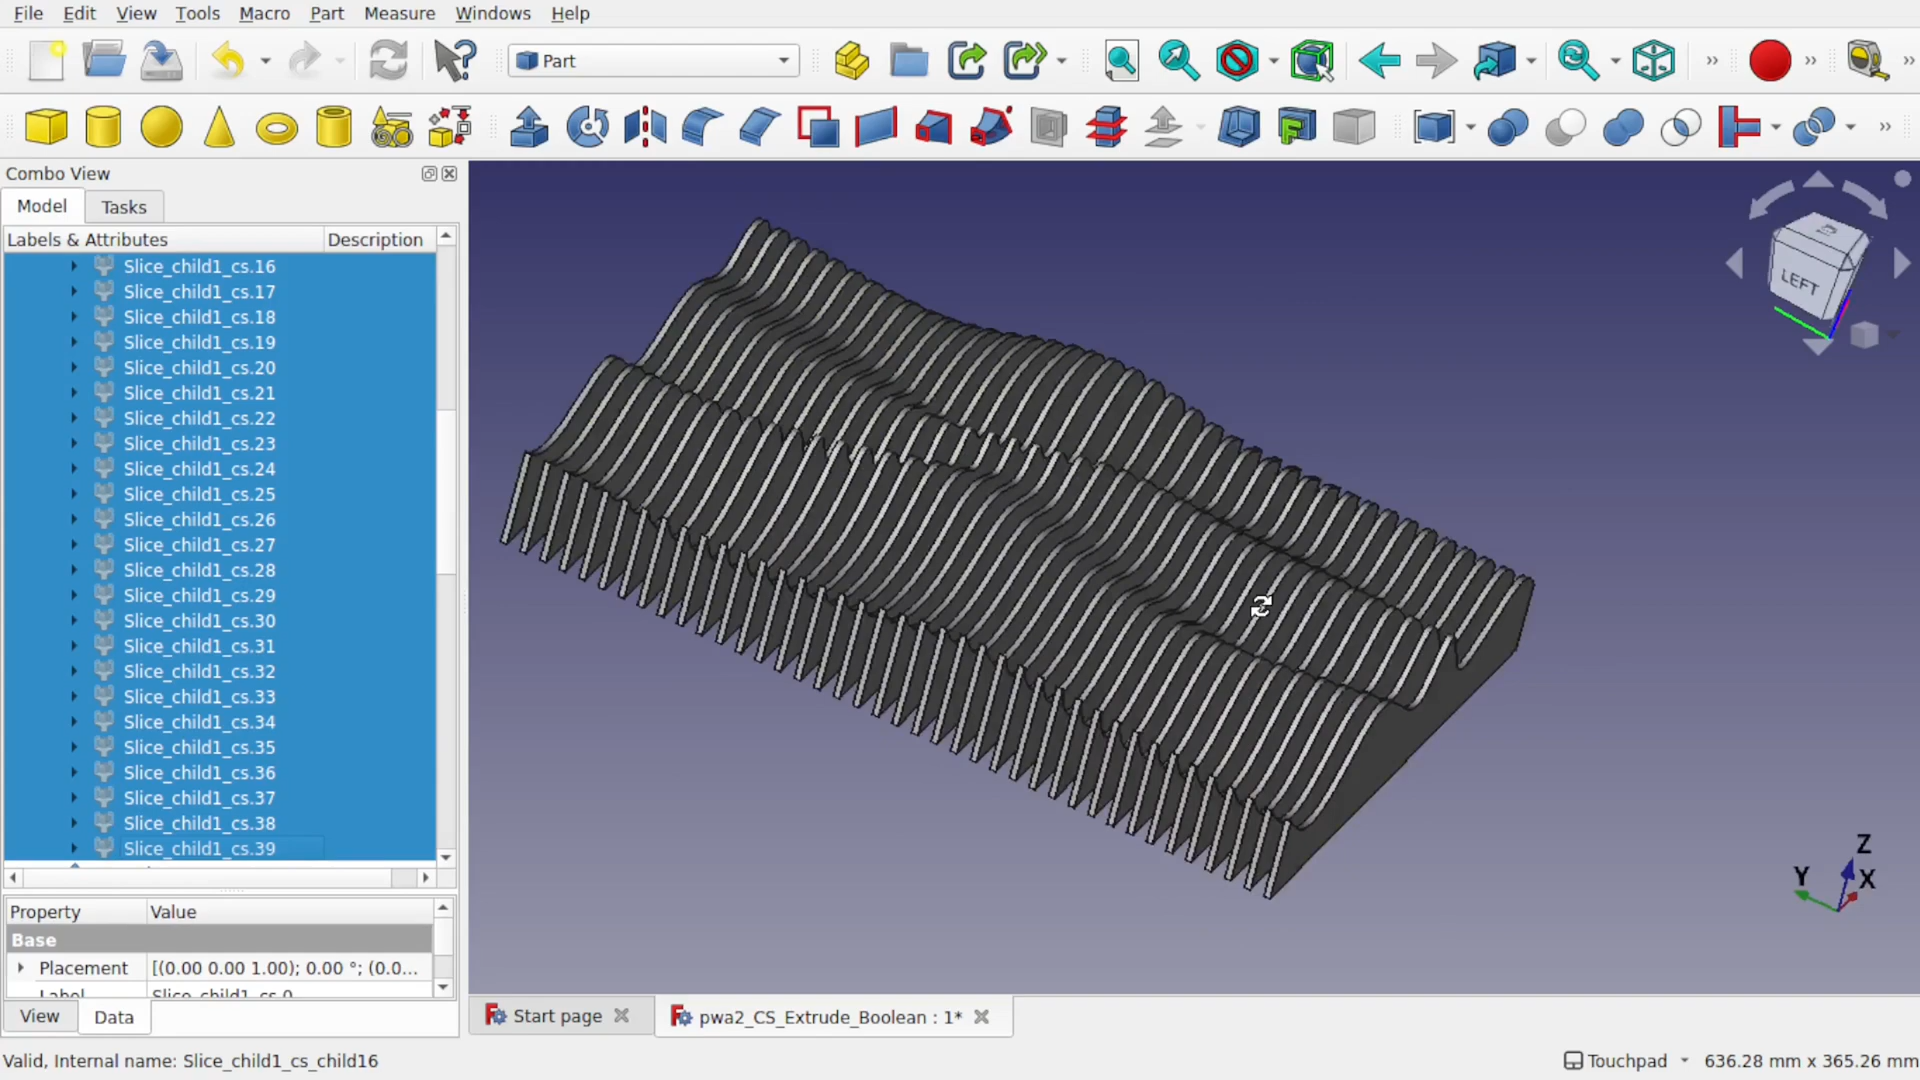 File Edit View Tools Macro Part Measure Windows Help
Part
Combo View
Model Tasks
Labels & Attributes Description
Slice_child1_cs.16
Slice_child1_cs.17
Slice_child1_cs.18
Slice_child1_cs.19
Slice_child1_cs.20
Slice_child1_cs.21
Slice_child1_cs.22
Slice_child1_cs.23
Slice_child1_cs.24
Slice_child1_cs.25
Slice_child1_cs.26
Slice_child1_cs.27
Slice_child1_cs.28
Slice_child1_cs.29
Slice_child1_cs.30
Slice_child1_cs.31
Slice_child1_cs.32
Slice_child1_cs.33
Slice_child1_cs.34
Slice_child1_cs.35
Slice_child1_cs.36
Slice_child1_cs.37
Slice_child1_cs.38
Slice_child1_cs.39
Property Value
Base
Placement [(0.00 0.00 1.00); 0.00 °; (0.0...
Label Slice_child1_cs.0
View Data
LEFT
Z
Y X
Start page pwa2_CS_Extrude_Boolean : 1*
Valid, Internal name: Slice_child1_cs_child16 Touchpad 636.28 mm x 365.26 mm